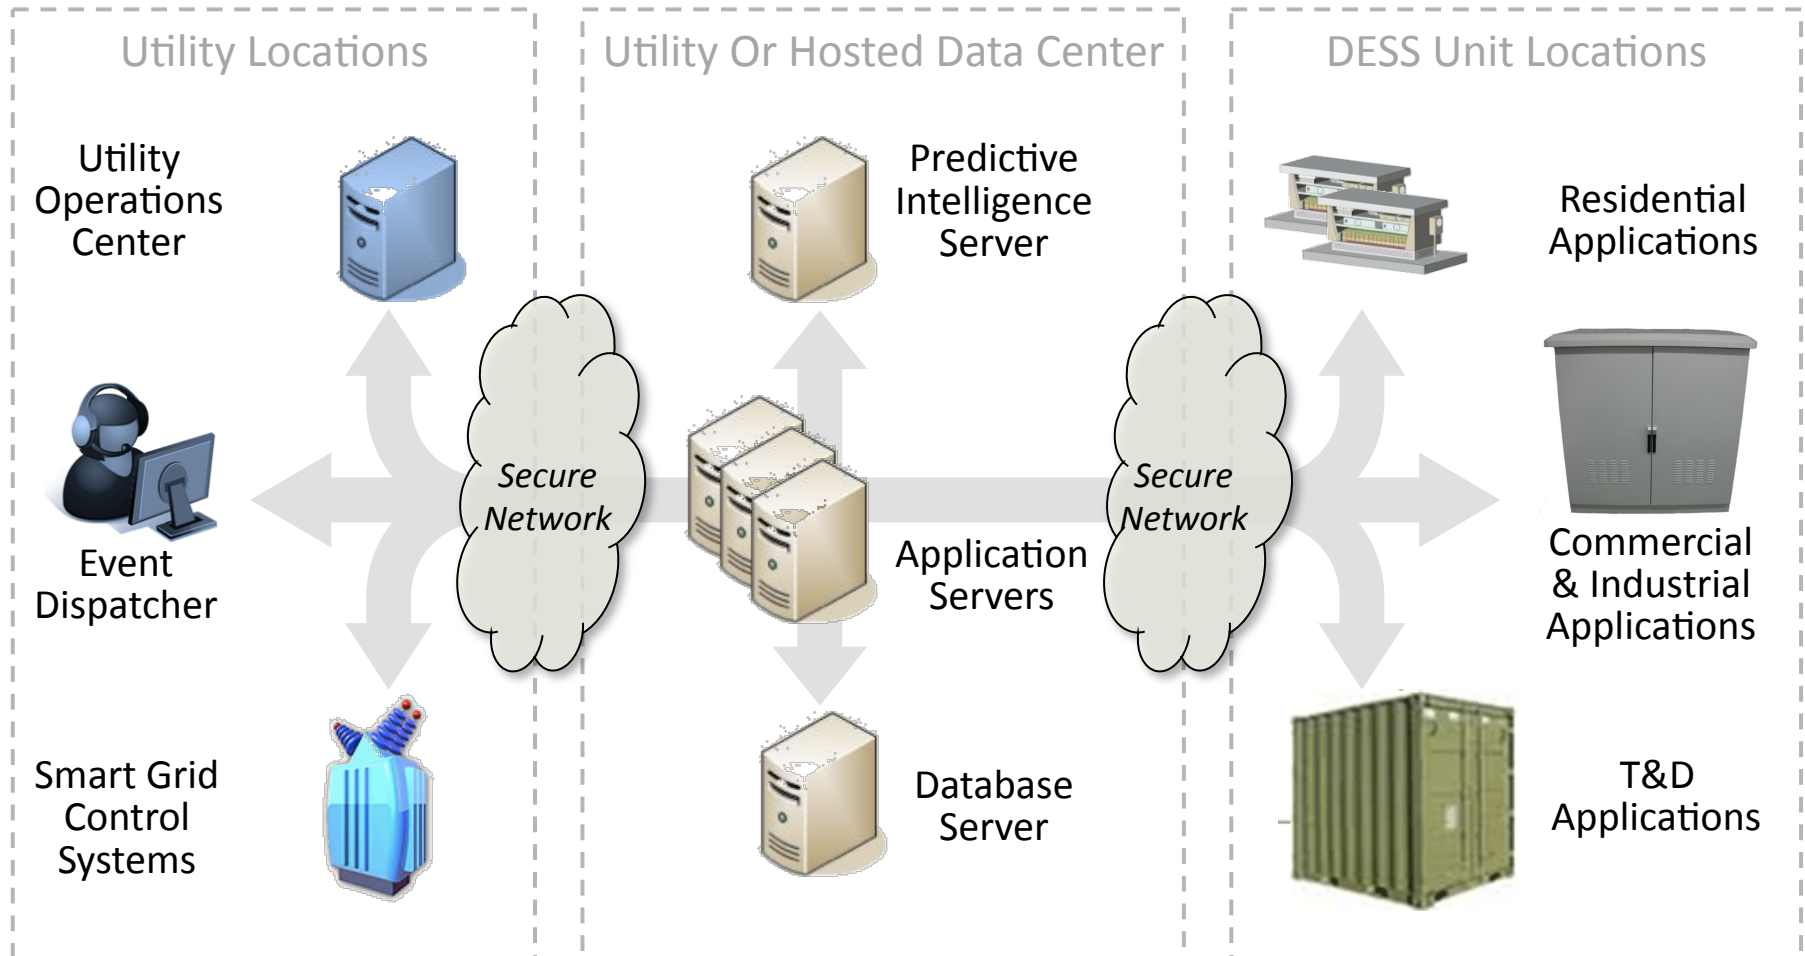 Utility Locations
Utility Or Hosted Data Center
DESS Unit Locations
Utility
Operations
Center
Predictive
Intelligence
Server
Residential
Applications
Event
Dispatcher
Secure
Network
Application
Servers
Secure
Network
Commercial
& Industrial
Applications
Smart Grid
Control
Systems
Database
Server
T&D
Applications